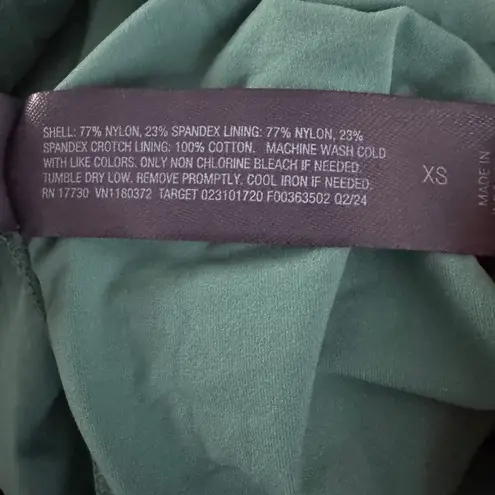 SHELL: 77% NYLON, 23% SPANDEX LINING: 77% NYLON, 23%
SPANDEX CROTCH LINING: 100% COTTON. MACHINE WASH COLD
WITH LIKE COLORS. ONLY NON CHLORINE BLEACH IF NEEDED.
TUMBLE DRY LOW. REMOVE PROMPTLY. COOL IRON IF NEEDED.
RN 17730 VN1180372 TARGET 023101720 F00363502 Q2/24
XS
MADE IN